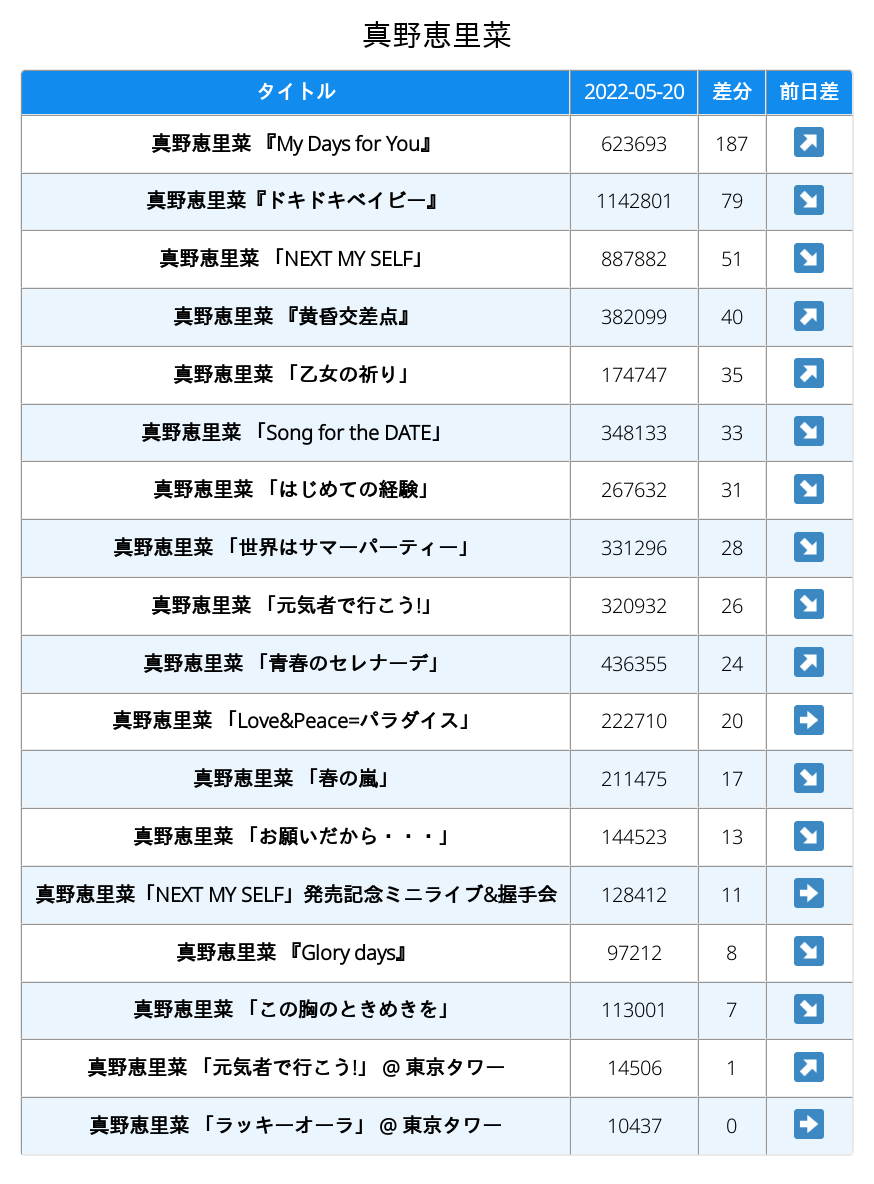 真野恵里菜
タイトル 2022-05-20 差分 前日差
真野恵里菜 『My Days for You』 623693 187 ↗
真野恵里菜『ドキドキベイビー』 1142801 79 ↘
真野恵里菜 「NEXT MY SELF」 887882 51 ↘
真野恵里菜 『黄昏交差点』 382099 40 ↗
真野恵里菜 「乙女の祈り」 174747 35 ↗
真野恵里菜 「Song for the DATE」 348133 33 ↘
真野恵里菜 「はじめての経験」 267632 31 ↘
真野恵里菜 「世界はサマーパーティー」 331296 28 ↘
真野恵里菜 「元気者で行こう!」 320932 26 ↘
真野恵里菜 「青春のセレナーデ」 436355 24 ↗
真野恵里菜 「Love&Peace=パラダイス」 222710 20 →
真野恵里菜 「春の嵐」 211475 17 ↘
真野恵里菜 「お願いだから・・・」 144523 13 ↘
真野恵里菜「NEXT MY SELF」発売記念ミニライブ&握手会 128412 11 →
真野恵里菜 『Glory days』 97212 8 ↘
真野恵里菜 「この胸のときめきを」 113001 7 ↘
真野恵里菜 「元気者で行こう!」 @ 東京タワー 14506 1 ↗
真野恵里菜 「ラッキーオーラ」 @ 東京タワー 10437 0 →